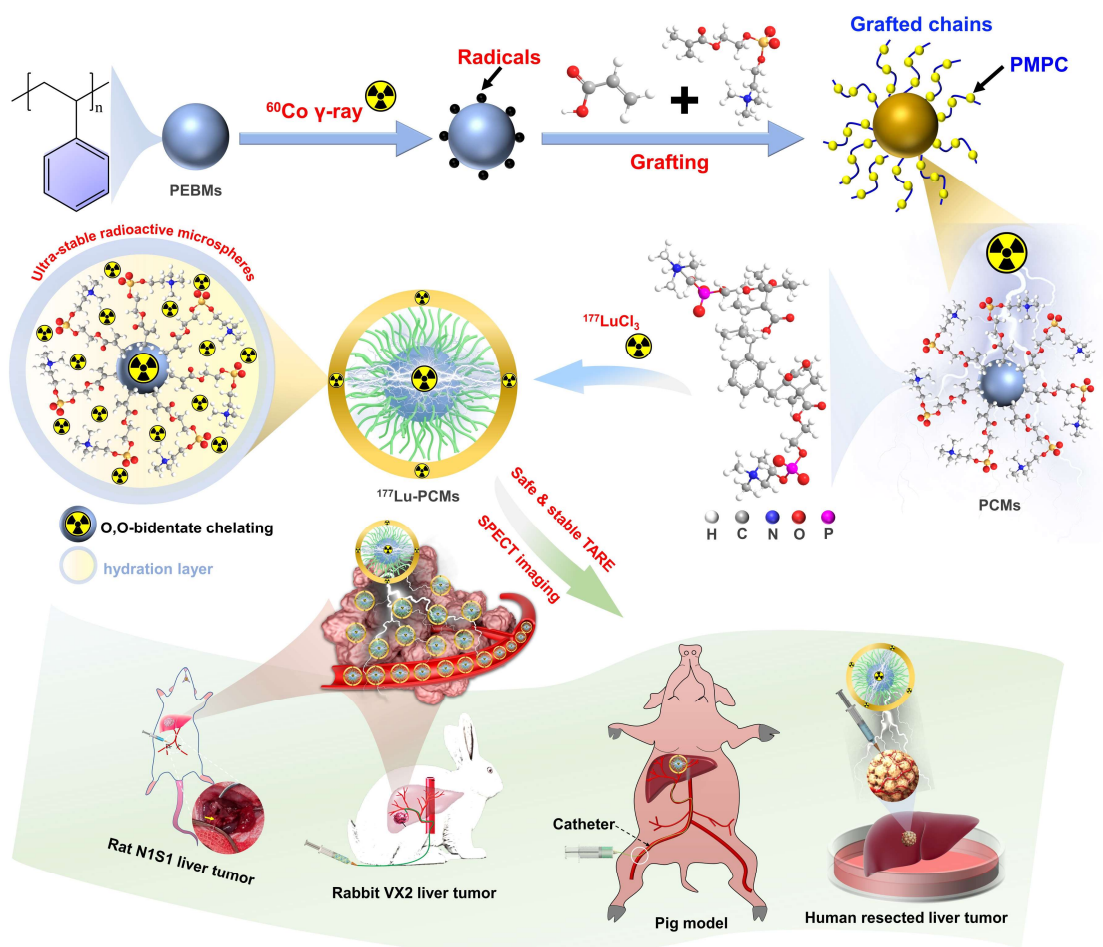 Grafted chains
Radicals
PMPC
⁶⁰Co γ-ray
n
+
Grafting
PEBMs
Ultra-stable radioactive microspheres
¹⁷⁷LuCl₃
¹⁷⁷Lu-PCMs
PCMs
H C N O P
O,O-bidentate chelating
hydration layer
Safe & stable TARE
SPECT imaging
Catheter
Rat N1S1 liver tumor
Rabbit VX2 liver tumor
Pig model
Human resected liver tumor